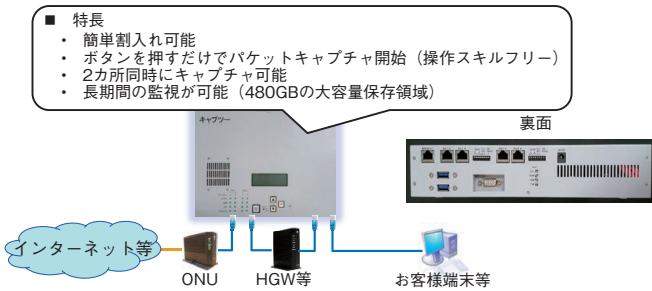 ■ 特長
・ 簡単割入れ可能
・ ボタンを押すだけでパケットキャプチャ開始（操作スキルフリー）
・ 2カ所同時にキャプチャ可能
・ 長期間の監視が可能（480GBの大容量保存領域）
キャプツー
裏面
インターネット等
ONU
HGW等
お客様端末等